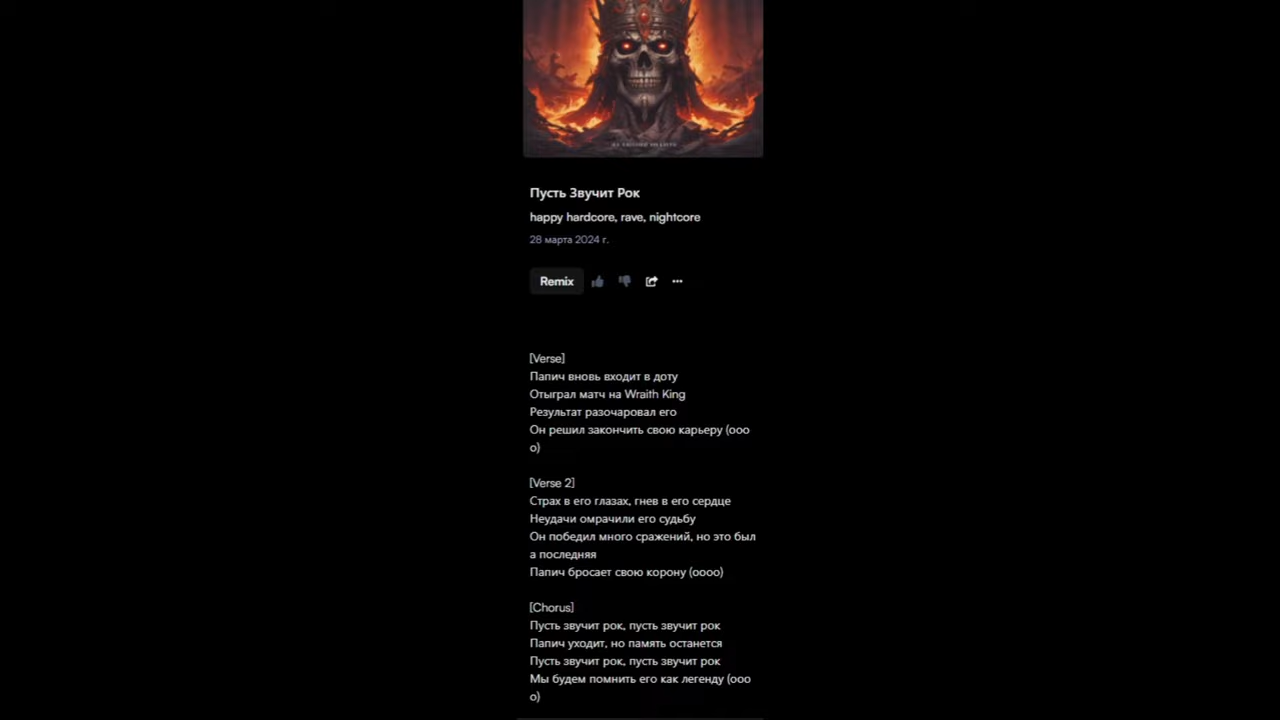 Пусть Звучит Рок
happy hardcore, rave, nightcore
28 марта 2024 г.
Remix
[Verse]
Папич вновь входит в доту
Отыграл матч на Wraith King
Результат разочаровал его
Он решил закончить свою карьеру (ооо
о)
[Verse 2]
Страх в его глазах, гнев в его сердце
Неудачи омрачили его судьбу
Он победил много сражений, но это был
а последняя
Папич бросает свою корону (оооо)
[Chorus]
Пусть звучит рок, пусть звучит рок
Папич уходит, но память останется
Пусть звучит рок, пусть звучит рок
Мы будем помнить его как легенду (ооо
о)